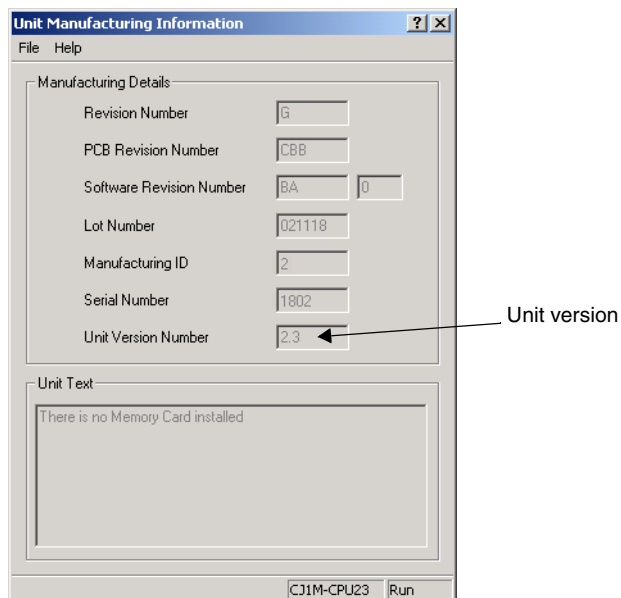 Unit Manufacturing Information
File Help
Manufacturing Details
Revision Number G
PCB Revision Number CBB
Software Revision Number BA 0
Lot Number 021118
Manufacturing ID 2
Serial Number 1802
Unit Version Number 2.3
Unit version
Unit Text
There is no Memory Card installed
CJ1M-CPU23 Run